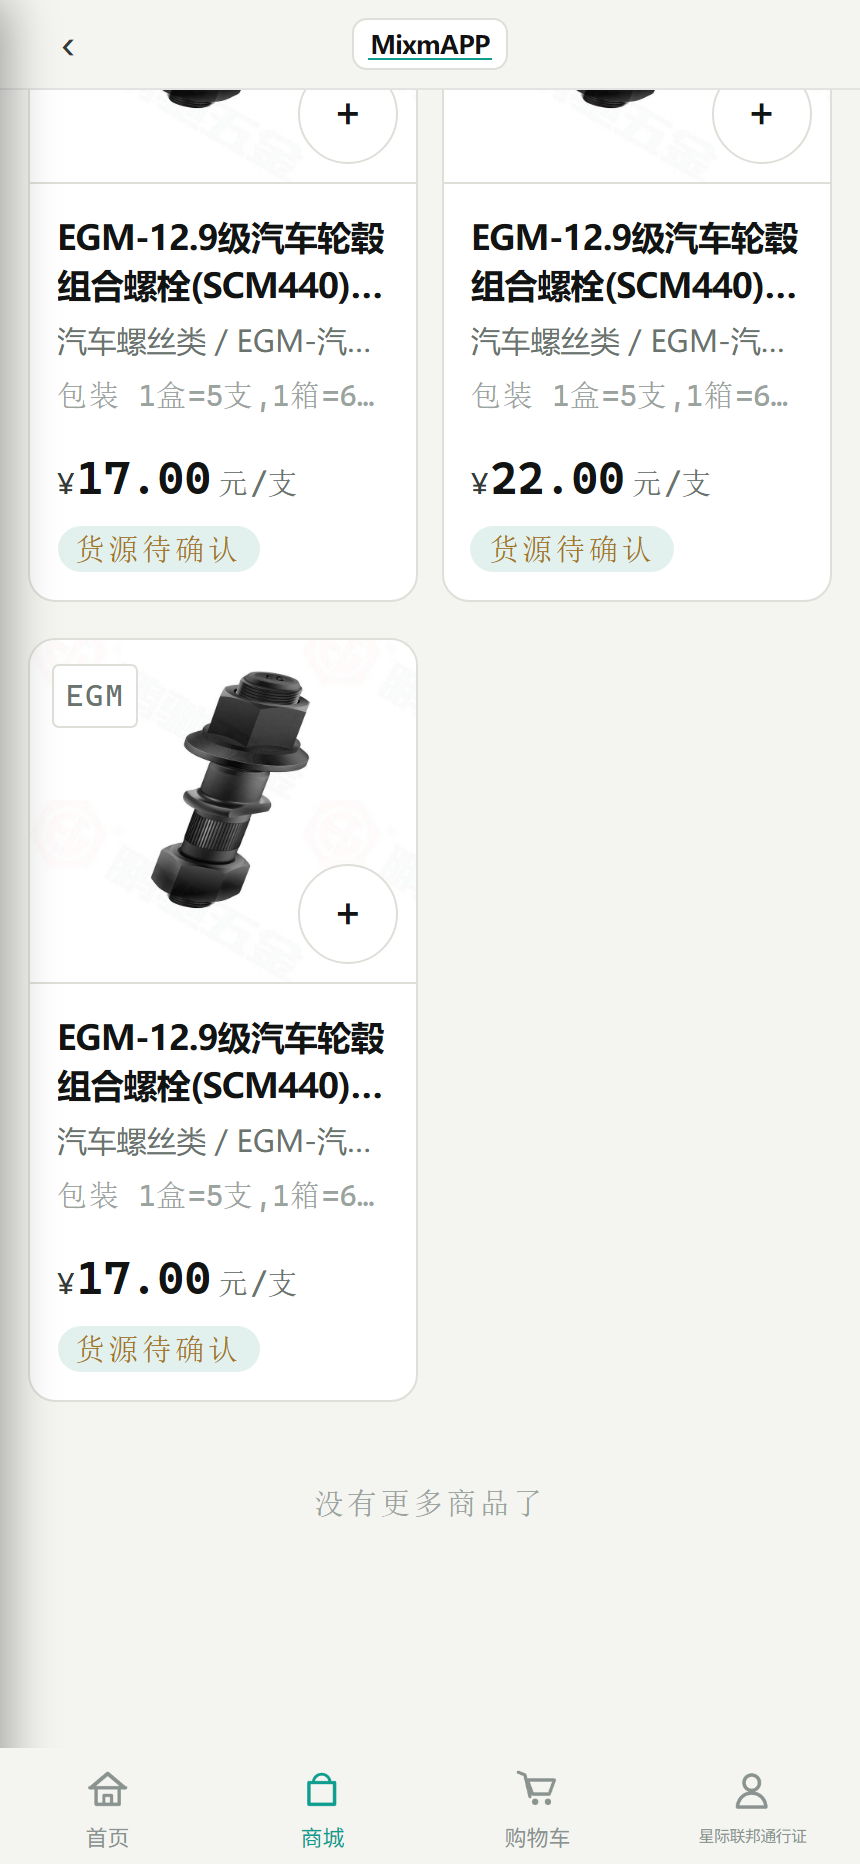 ‹
MixmAPP
+
+
EGM-12.9级汽车轮毂
组合螺栓(SCM440)...
汽车螺丝类 / EGM-汽...
包装 1盒=5支,1箱=6…
¥17.00 元/支
货源待确认
EGM-12.9级汽车轮毂
组合螺栓(SCM440)...
汽车螺丝类 / EGM-汽...
包装 1盒=5支,1箱=6…
¥22.00 元/支
货源待确认
EGM
+
EGM-12.9级汽车轮毂
组合螺栓(SCM440)...
汽车螺丝类 / EGM-汽...
包装 1盒=5支,1箱=6…
¥17.00 元/支
货源待确认
没有更多商品了
首页
商城
购物车
星际联邦通行证